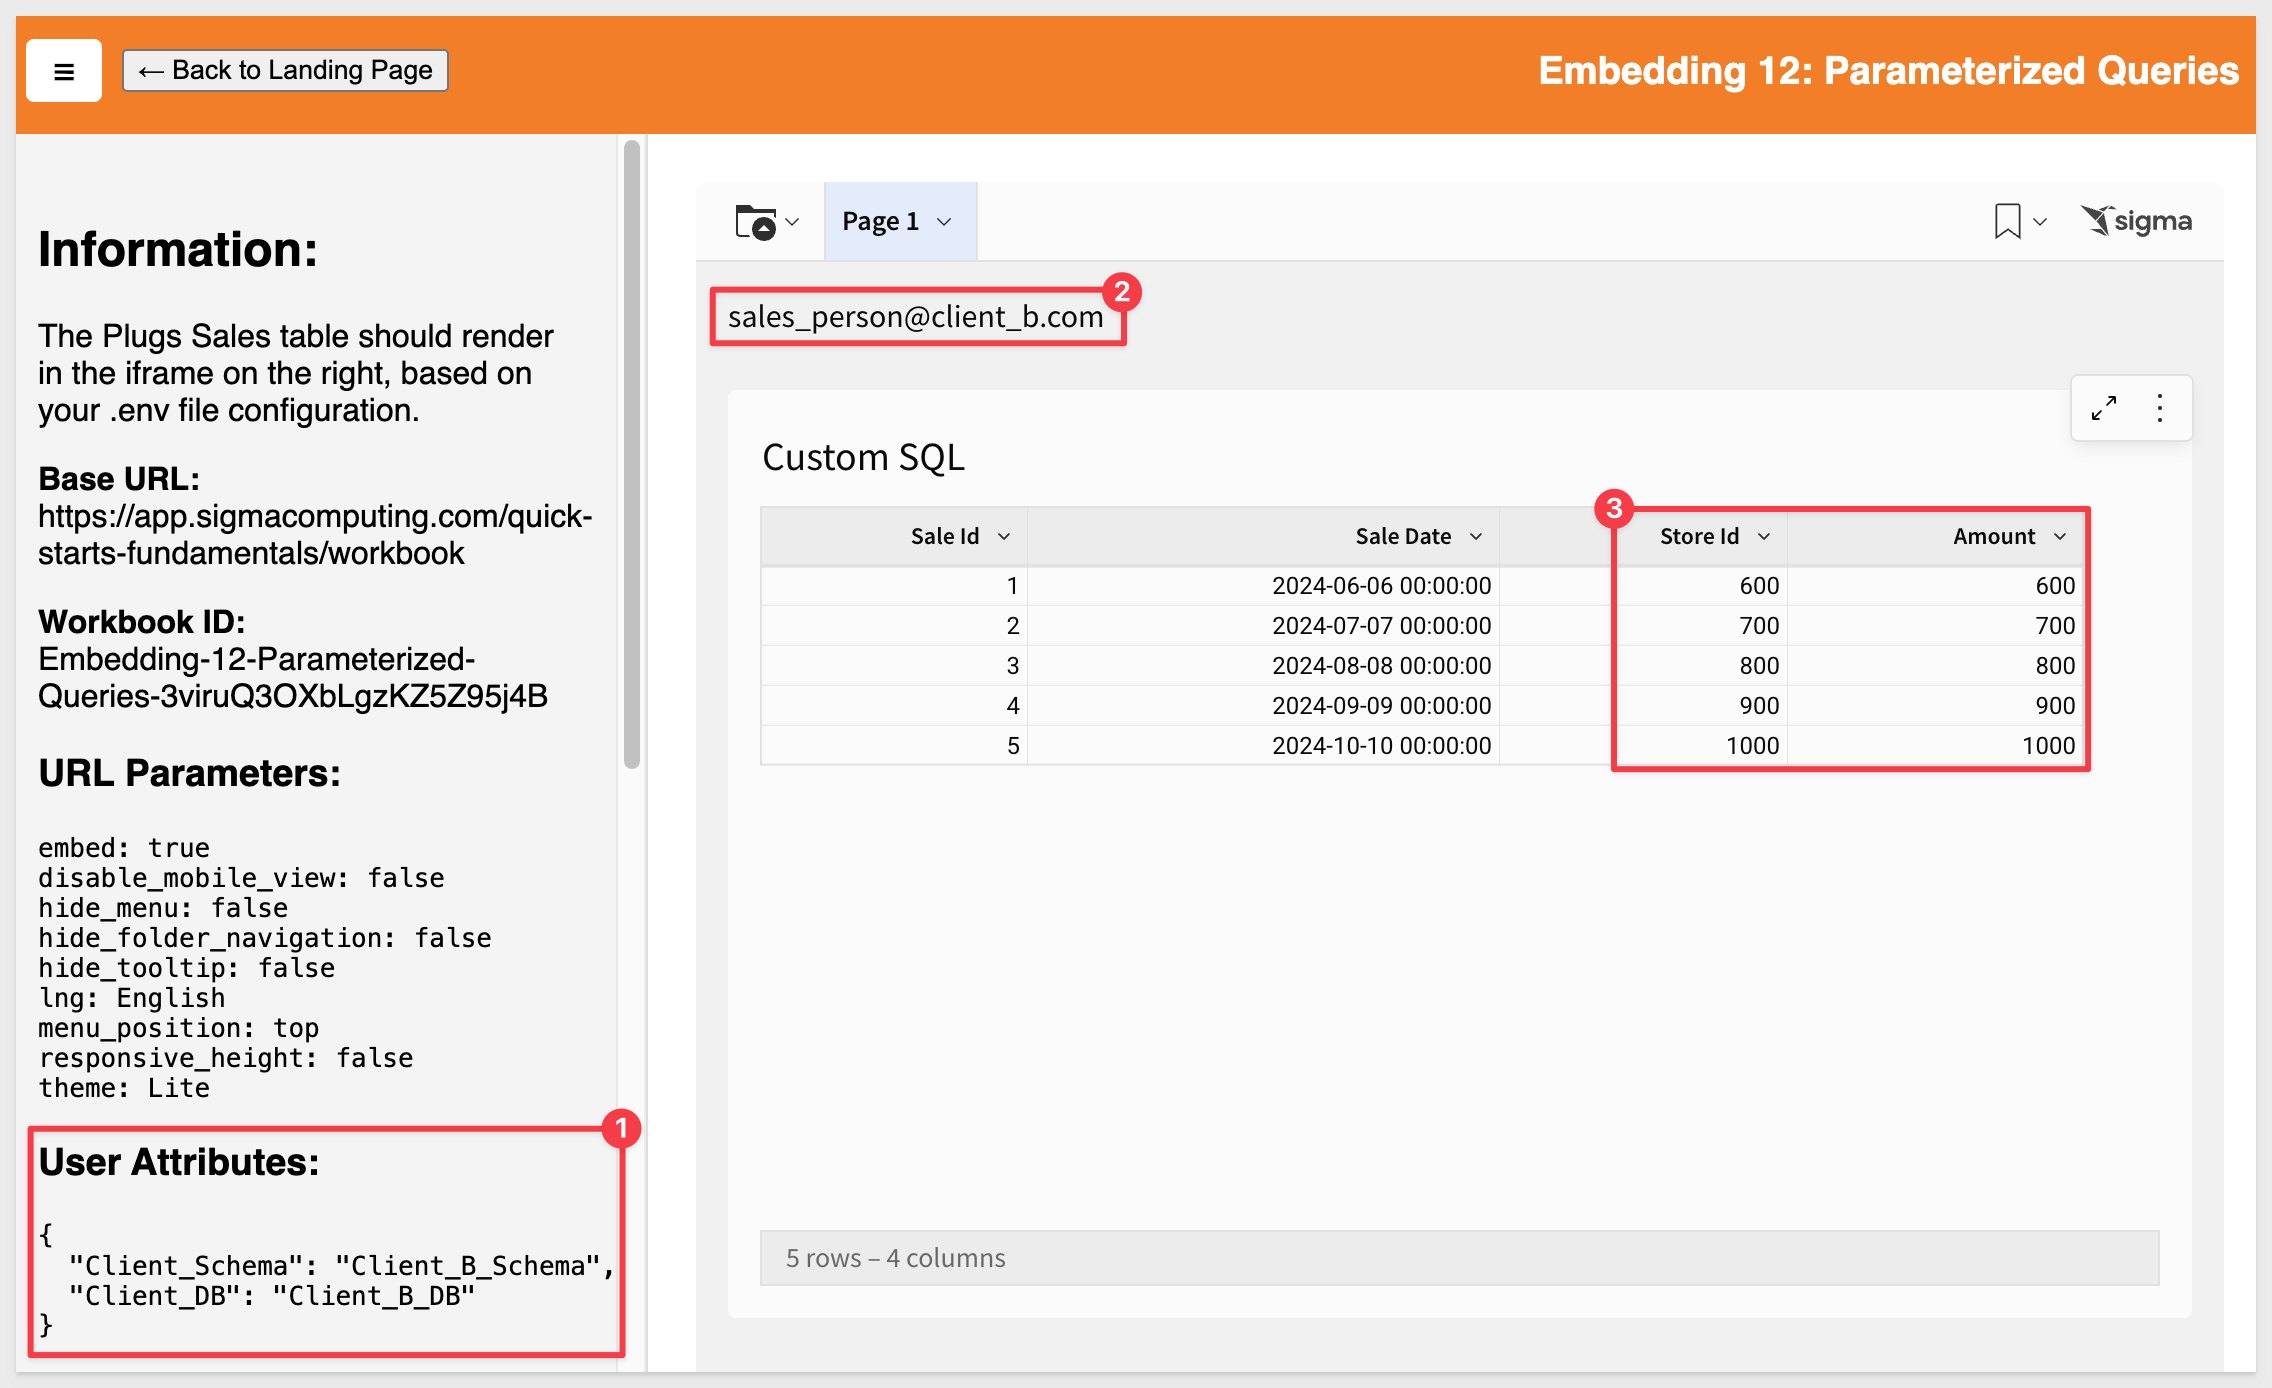 ← Back to Landing Page
Embedding 12: Parameterized Queries
Information:
The Plugs Sales table should render
in the iframe on the right, based on
your .env file configuration.
Base URL:
https://app.sigmacomputing.com/quick-
starts-fundamentals/workbook
Workbook ID:
Embedding-12-Parameterized-
Queries-3viruQ3OXbLgzKZ5Z95j4B
URL Parameters:
embed: true
disable_mobile_view: false
hide_menu: false
hide_folder_navigation: false
hide_tooltip: false
lng: English
menu_position: top
responsive_height: false
theme: Lite
1
User Attributes:
{
"Client_Schema": "Client_B_Schema",
"Client_DB": "Client_B_DB"
}
Page 1
sigma
2
sales_person@client_b.com
Custom SQL
3
Sale Id Sale Date Store Id Amount
1 2024-06-06 00:00:00 600 600
2 2024-07-07 00:00:00 700 700
3 2024-08-08 00:00:00 800 800
4 2024-09-09 00:00:00 900 900
5 2024-10-10 00:00:00 1000 1000
5 rows – 4 columns